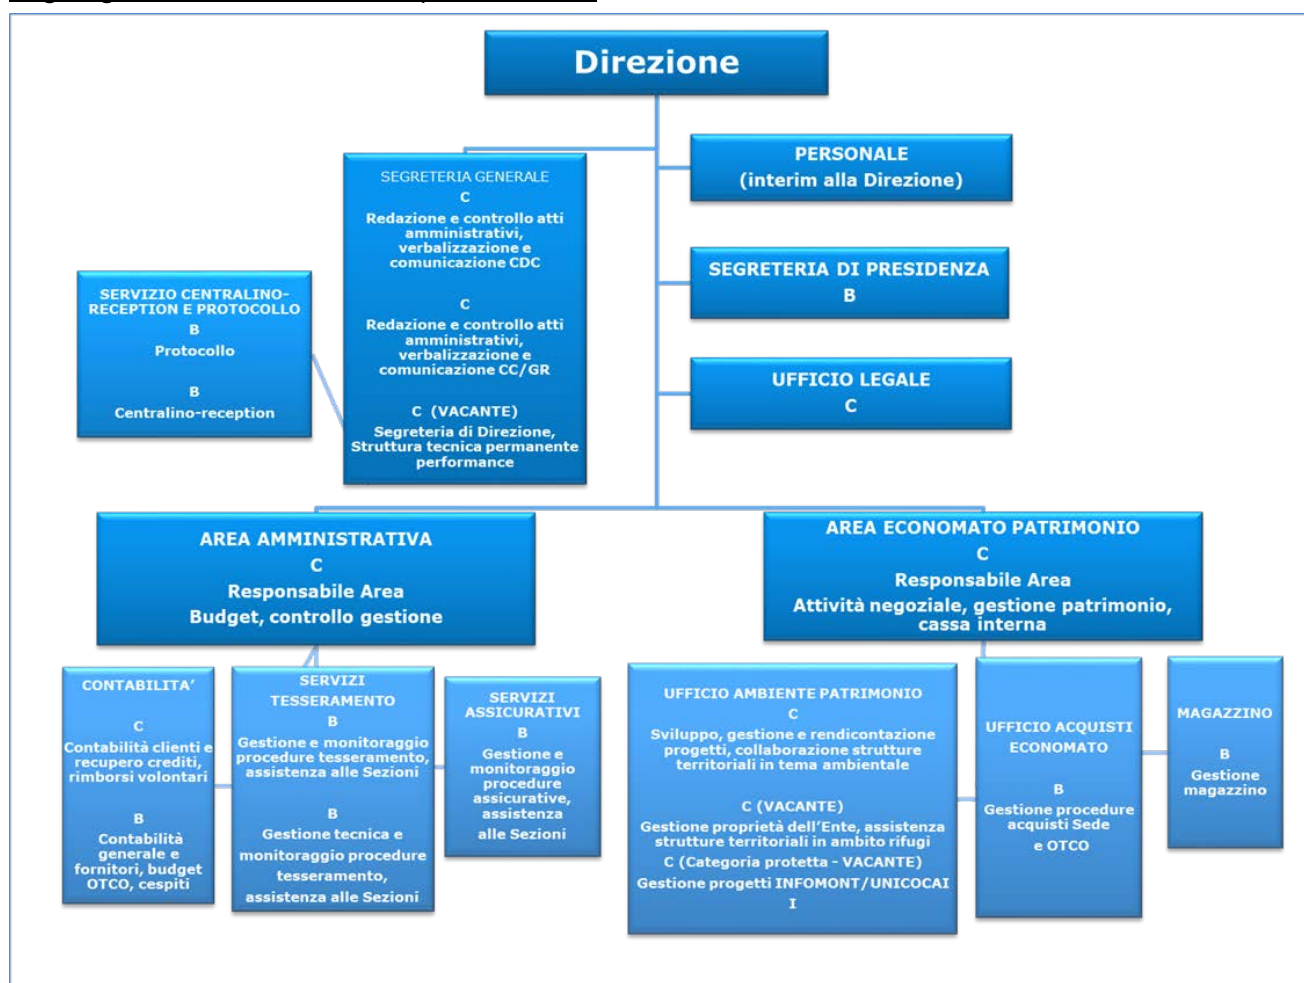 Direzione
PERSONALE
(interim alla Direzione)
SEGRETERIA GENERALE
C
Redazione e controllo atti
amministrativi,
verbalizzazione e
comunicazione CDC
C
Redazione e controllo atti
amministrativi,
verbalizzazione e
comunicazione CC/GR
C (VACANTE)
Segreteria di Direzione,
Struttura tecnica permanente
performance
SEGRETERIA DI PRESIDENZA
B
SERVIZIO CENTRALINO-
RECEPTION E PROTOCOLLO
B
Protocollo
B
Centralino-reception
UFFICIO LEGALE
C
AREA AMMINISTRATIVA
C
Responsabile Area
Budget, controllo gestione
AREA ECONOMATO PATRIMONIO
C
Responsabile Area
Attività negoziale, gestione patrimonio,
cassa interna
CONTABILITA’
C
Contabilità clienti e
recupero crediti,
rimborsi volontari
B
Contabilità
generale e
fornitori, budget
OTCO, cespiti
SERVIZI
TESSERAMENTO
B
Gestione e monitoraggio
procedure tesseramento,
assistenza alle Sezioni
B
Gestione tecnica e
monitoraggio procedure
tesseramento,
assistenza alle Sezioni
SERVIZI
ASSICURATIVI
B
Gestione e
monitoraggio
procedure
assicurative,
assistenza
alle Sezioni
UFFICIO AMBIENTE PATRIMONIO
C
Sviluppo, gestione e rendicontazione
progetti, collaborazione strutture
territoriali in tema ambientale
C (VACANTE)
Gestione proprietà dell’Ente, assistenza
strutture territoriali in ambito rifugi
C (Categoria protetta - VACANTE)
Gestione progetti INFOMONT/UNICOCAI
I
UFFICIO ACQUISTI
ECONOMATO
B
Gestione procedure
acquisti Sede
e OTCO
MAGAZZINO
B
Gestione
magazzino